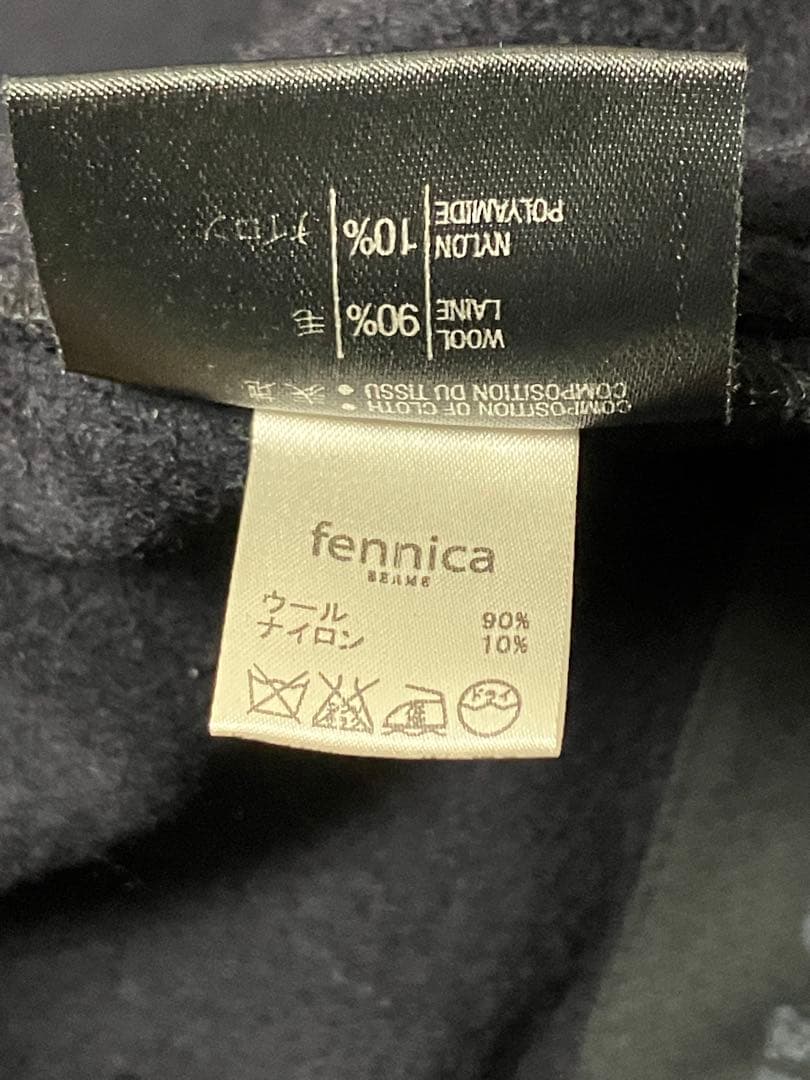 COMPOSITION OF CLOTH •
COMPOSITION DU TISSU •
WOOL
LAINE
90%
毛
NYLON
POLYAMIDE
10%
ナイロン
fennica
BEAMS
ウール 90%
ナイロン 10%
ドライ